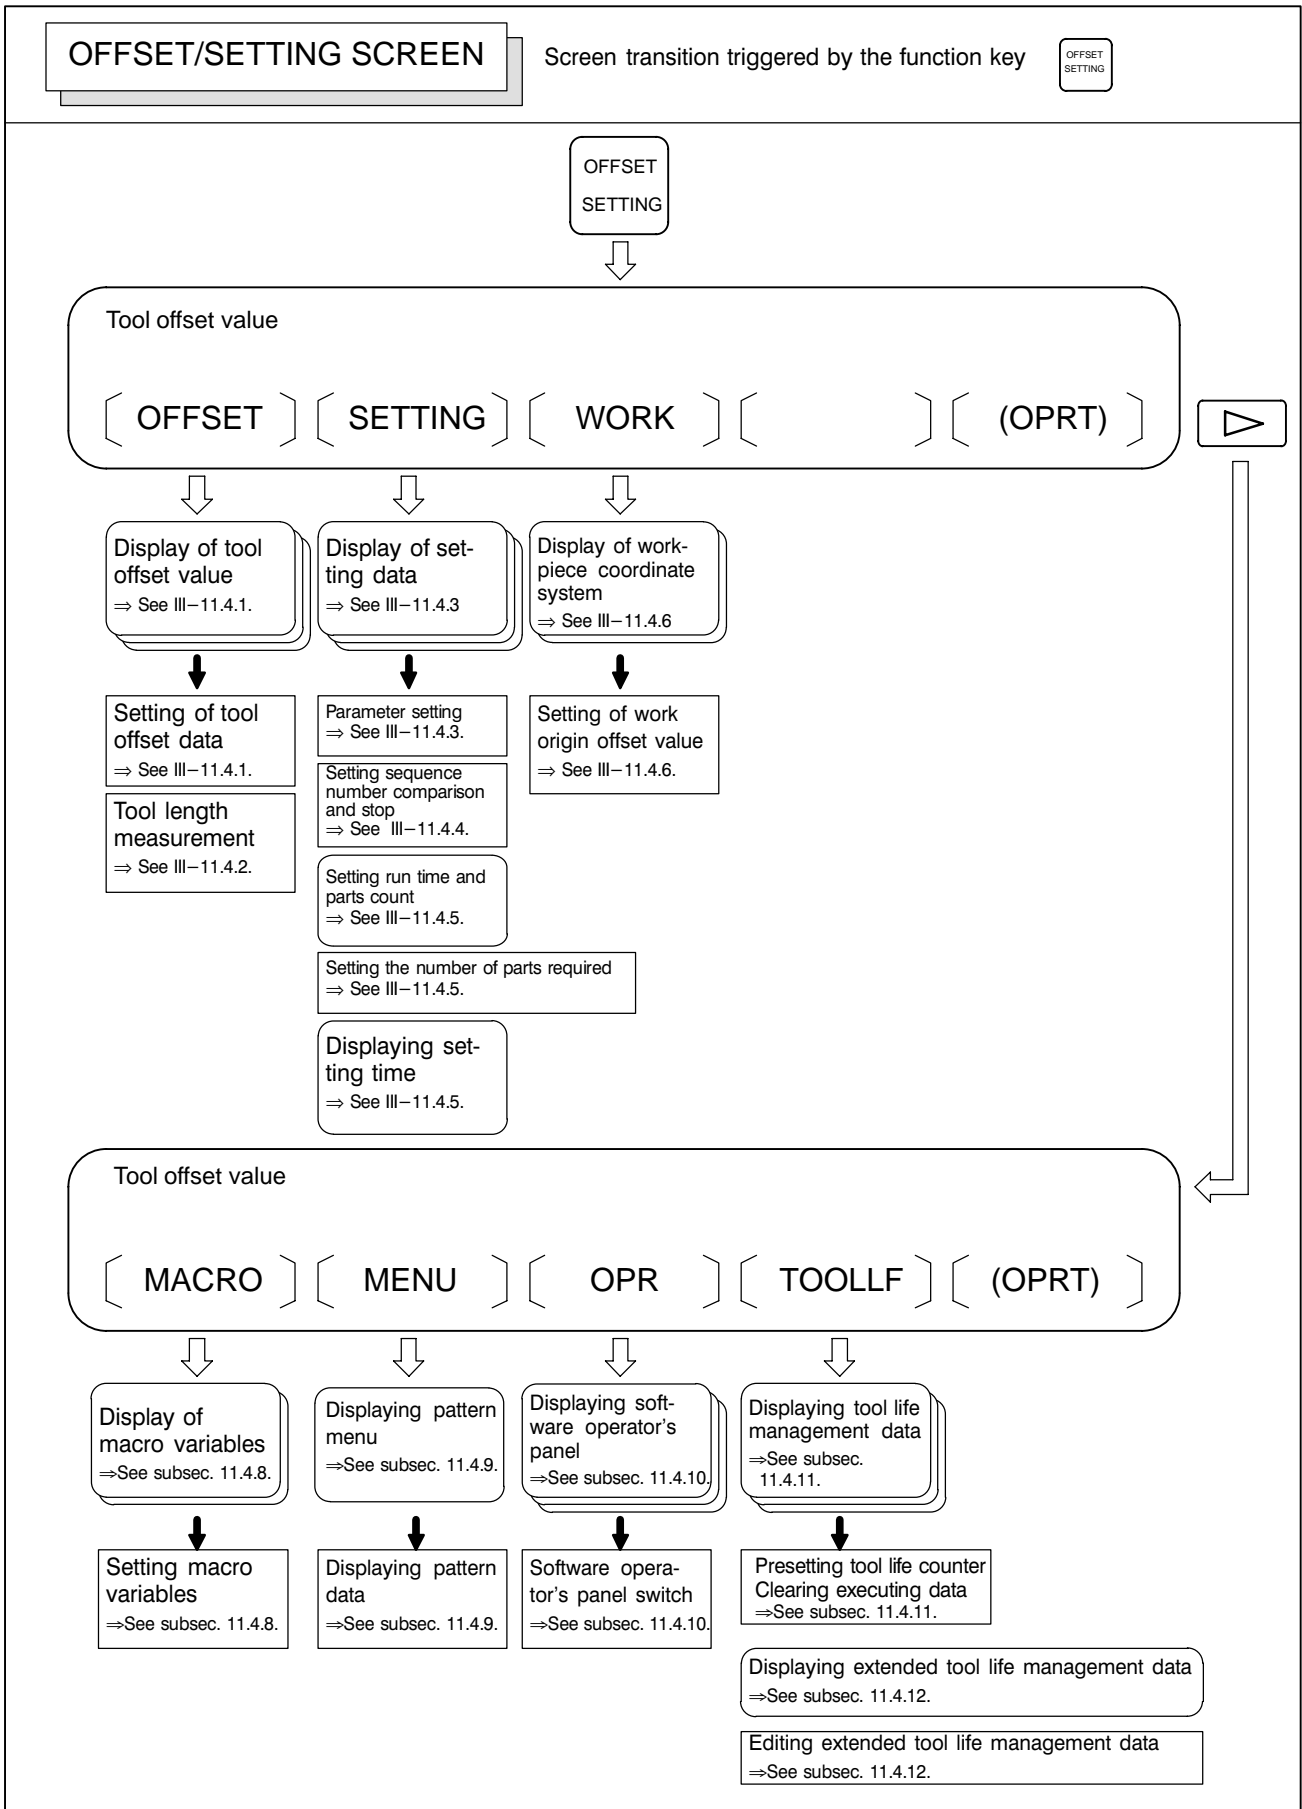 OFFSET/SETTING SCREEN
Screen transition triggered by the function key
OFFSET
SETTING
OFFSET
SETTING
Tool offset value
OFFSET
SETTING
WORK
(OPRT)
Display of tool
offset value
⇒ See III−11.4.1.
Display of set-
ting data
⇒ See III−11.4.3
Display of work-
piece coordinate
system
⇒ See III−11.4.6
Setting of tool
offset data
⇒ See III−11.4.1.
Tool length
measurement
⇒ See III−11.4.2.
Parameter setting
⇒ See III−11.4.3.
Setting sequence
number comparison
and stop
⇒ See III−11.4.4.
Setting run time and
parts count
⇒ See III−11.4.5.
Setting the number of parts required
⇒ See III−11.4.5.
Displaying set-
ting time
⇒ See III−11.4.5.
Setting of work
origin offset value
⇒ See III−11.4.6.
Tool offset value
MACRO
MENU
OPR
TOOLLF
(OPRT)
Display of
macro variables
⇒See subsec. 11.4.8.
Displaying pattern
menu
⇒See subsec. 11.4.9.
Displaying soft-
ware operator's
panel
⇒See subsec. 11.4.10.
Displaying tool life
management data
⇒See subsec.
11.4.11.
Setting macro
variables
⇒See subsec. 11.4.8.
Displaying pattern
data
⇒See subsec. 11.4.9.
Software opera-
tor's panel switch
⇒See subsec. 11.4.10.
Presetting tool life counter
Clearing executing data
⇒See subsec. 11.4.11.
Displaying extended tool life management data
⇒See subsec. 11.4.12.
Editing extended tool life management data
⇒See subsec. 11.4.12.